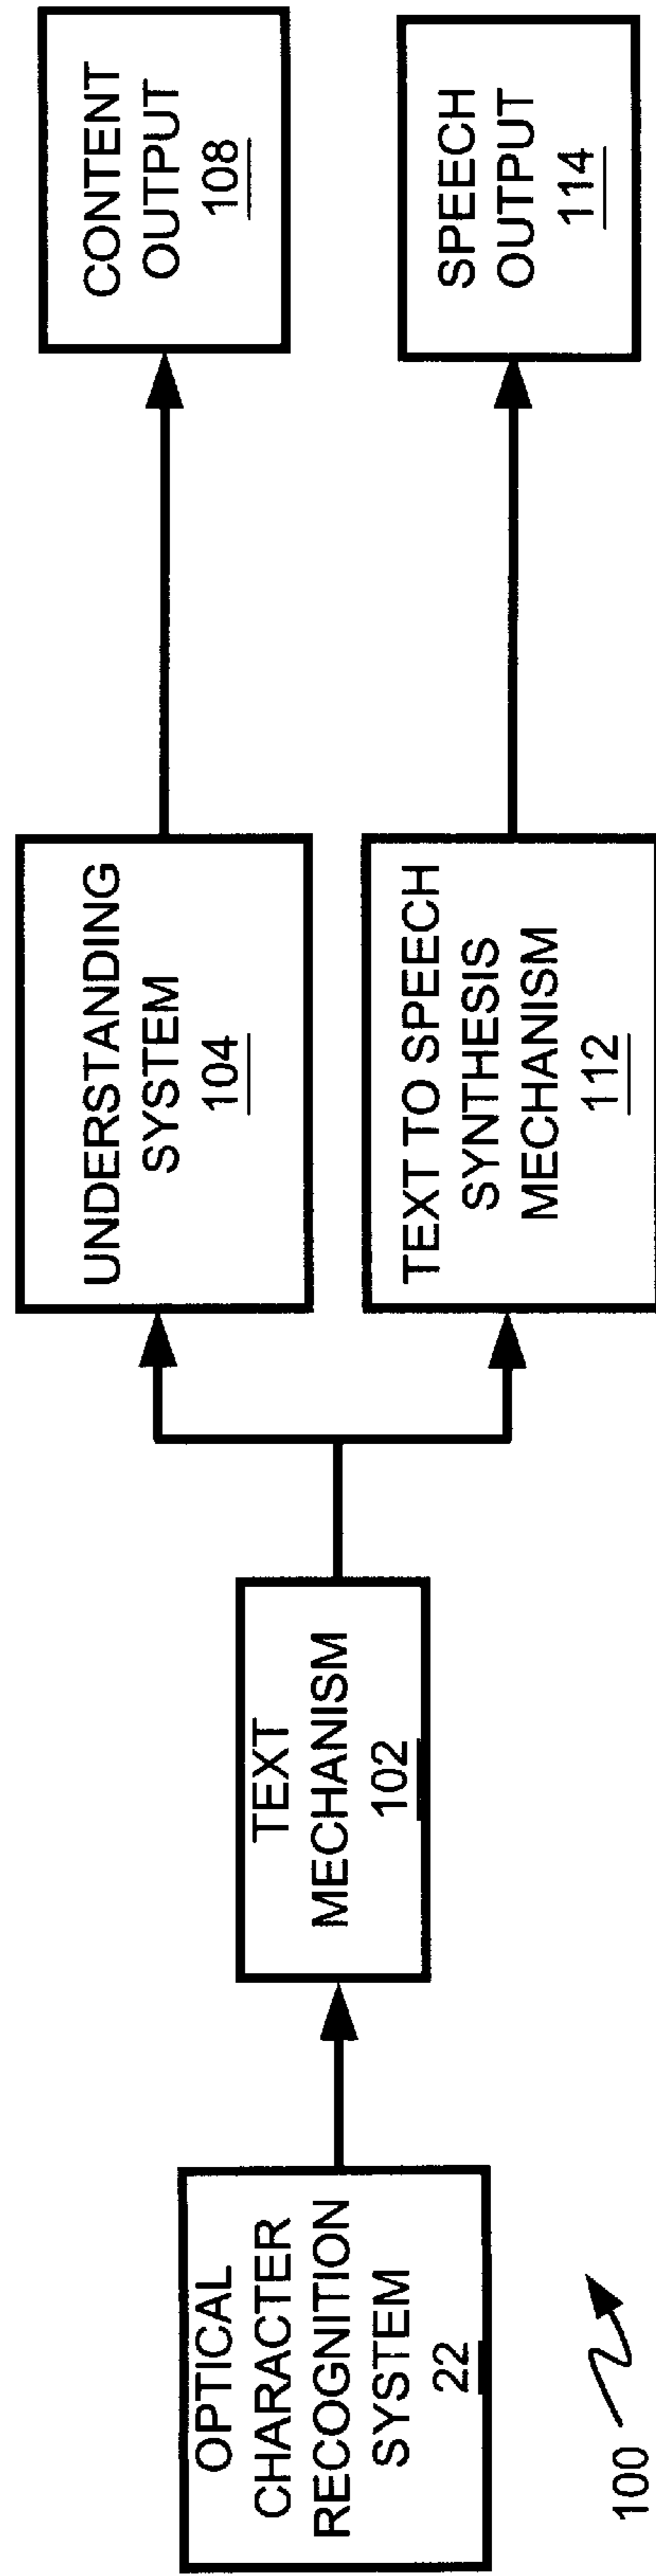 OPTICAL
CHARACTER
RECOGNITION
SYSTEM
22
TEXT
MECHANISM
102
UNDERSTANDING
SYSTEM
104
CONTENT
OUTPUT
108
TEXT TO SPEECH
SYNTHESIS
MECHANISM
112
SPEECH
OUTPUT
114
100